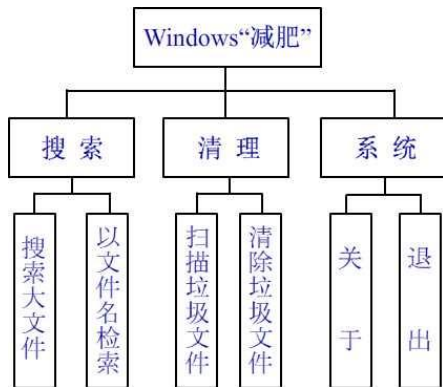 Windows“减肥”
搜 索
清 理
系 统
搜索大文件
以文件名检索
扫描垃圾文件
清除垃圾文件
关于
退出